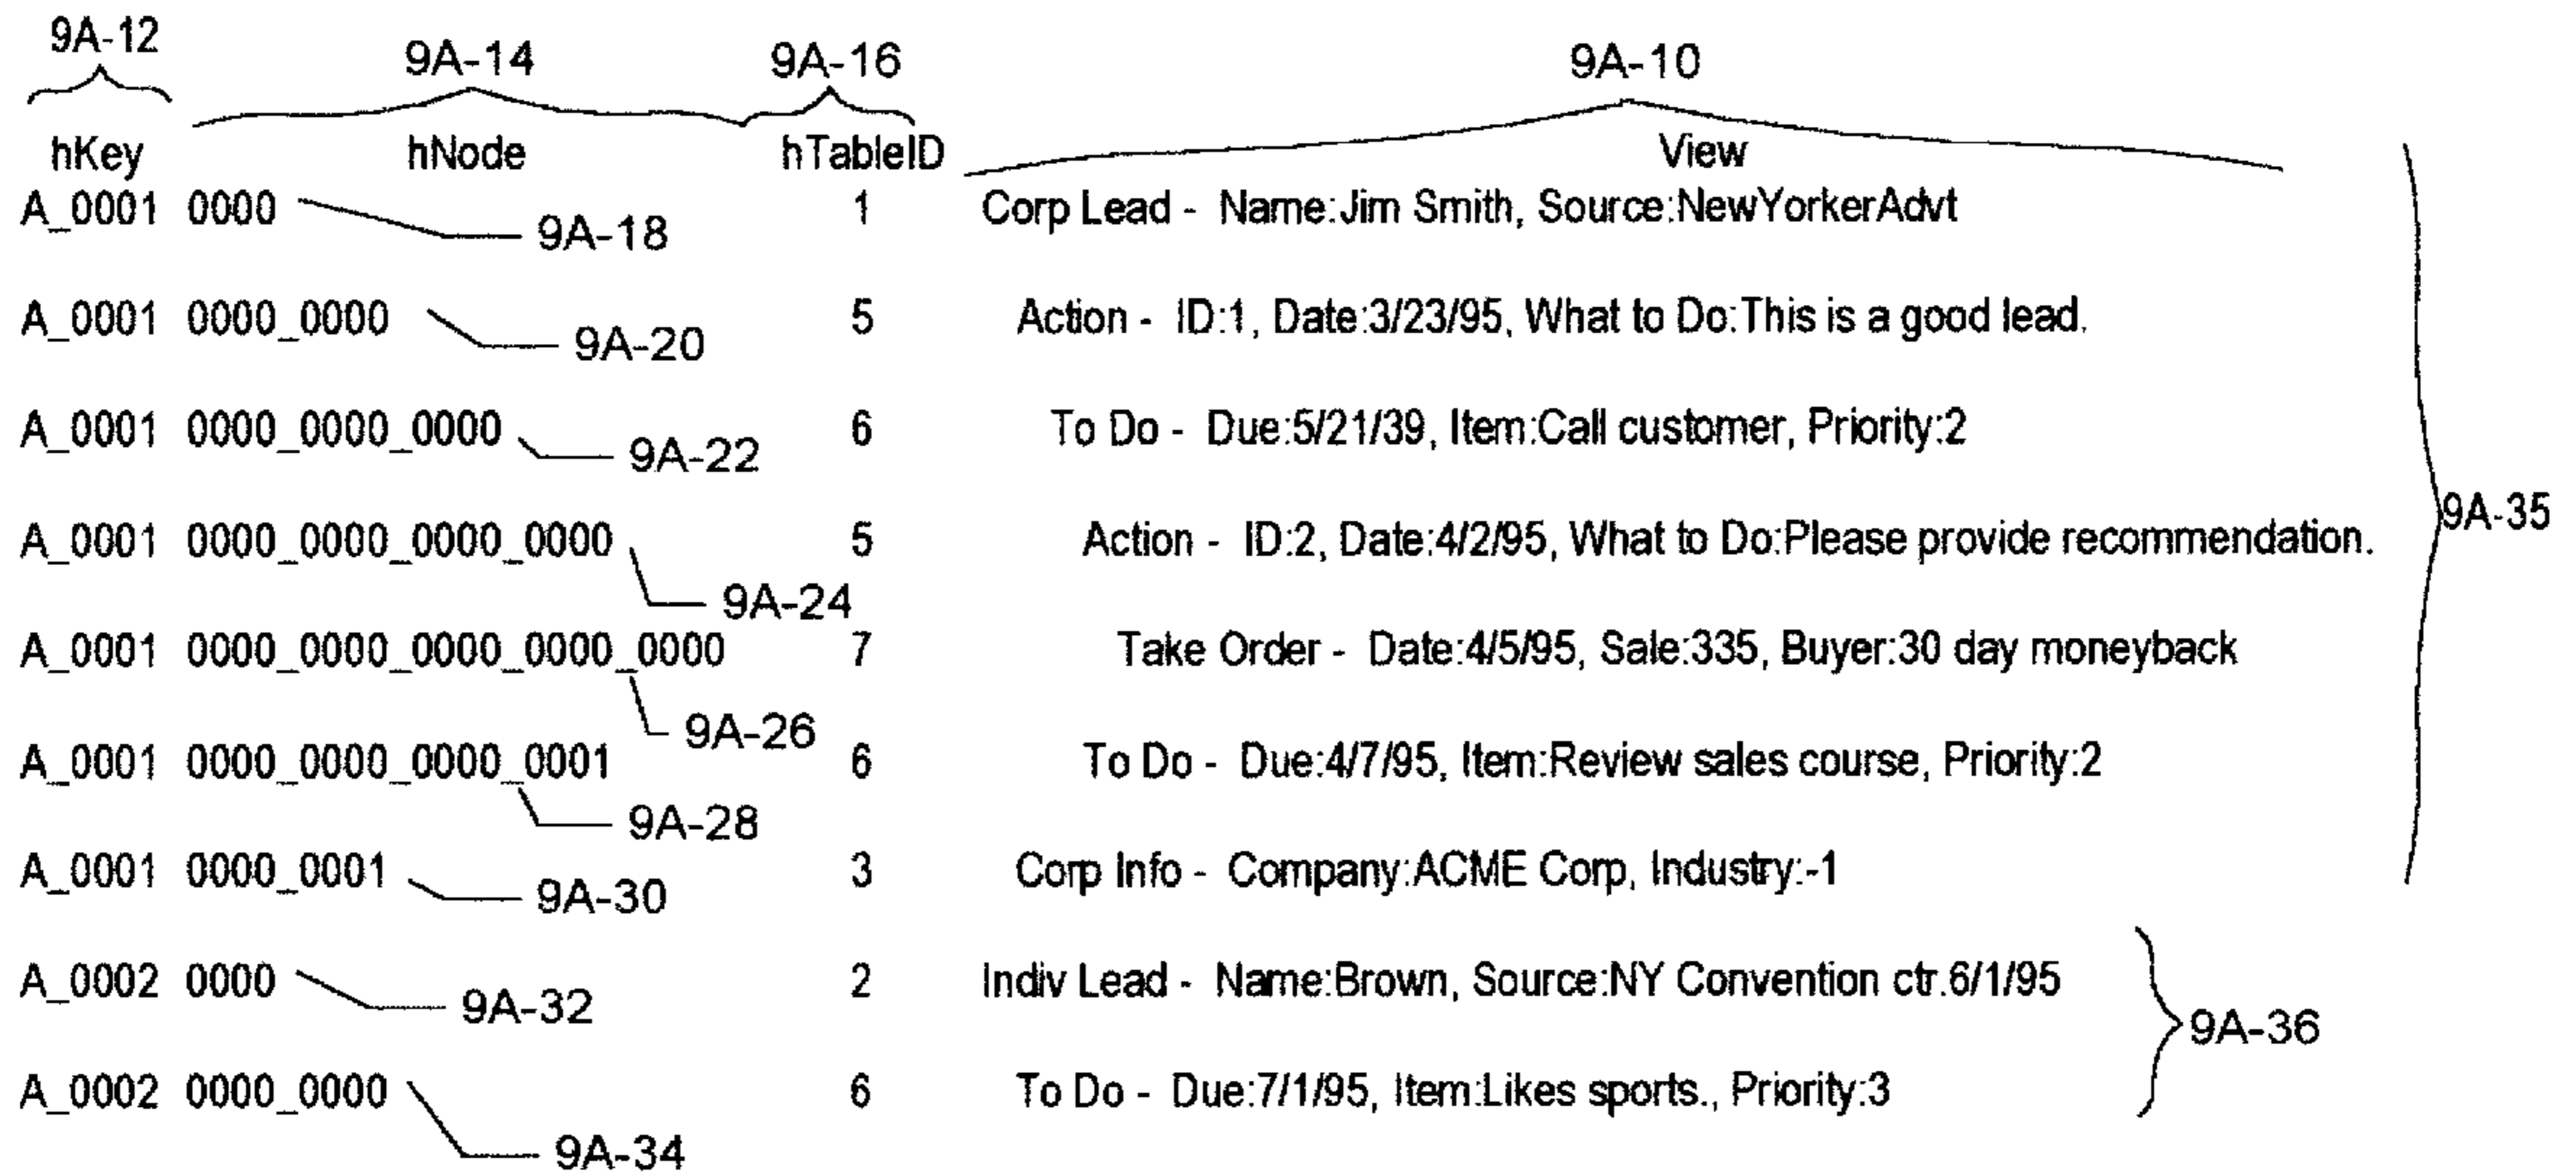 9A-12 9A-14 9A-16 9A-10
hKey hNode hTableID View
A_0001 0000 1 Corp Lead - Name:Jim Smith, Source:NewYorkerAdvt
9A-18
A_0001 0000_0000 5 Action - ID:1, Date:3/23/95, What to Do:This is a good lead.
9A-20
A_0001 0000_0000_0000 6 To Do - Due:5/21/39, Item:Call customer, Priority:2
9A-22
9A-35
A_0001 0000_0000_0000_0000 5 Action - ID:2, Date:4/2/95, What to Do:Please provide recommendation.
9A-24
A_0001 0000_0000_0000_0000_0000 7 Take Order - Date:4/5/95, Sale:335, Buyer:30 day moneyback
9A-26
A_0001 0000_0000_0000_0001 6 To Do - Due:4/7/95, Item:Review sales course, Priority:2
9A-28
A_0001 0000_0001 3 Corp Info - Company:ACME Corp, Industry:-1
9A-30
A_0002 0000 2 Indiv Lead - Name:Brown, Source:NY Convention ctr.6/1/95
9A-32
9A-36
A_0002 0000_0000 6 To Do - Due:7/1/95, Item:Likes sports., Priority:3
9A-34